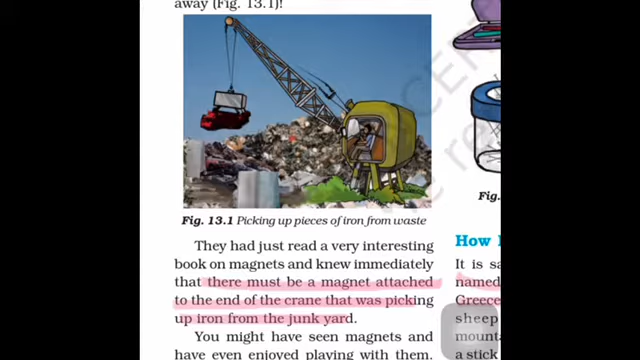 away (Fig. 13.1)!
Fig. 13.1 Picking up pieces of iron from waste
They had just read a very interesting
book on magnets and knew immediately
that there must be a magnet attached
to the end of the crane that was picking
up iron from the junk yard.
You might have seen magnets and
have even enjoyed playing with them.
Fig.
How
It is sa
named
Greece
sheep
mount
a stick